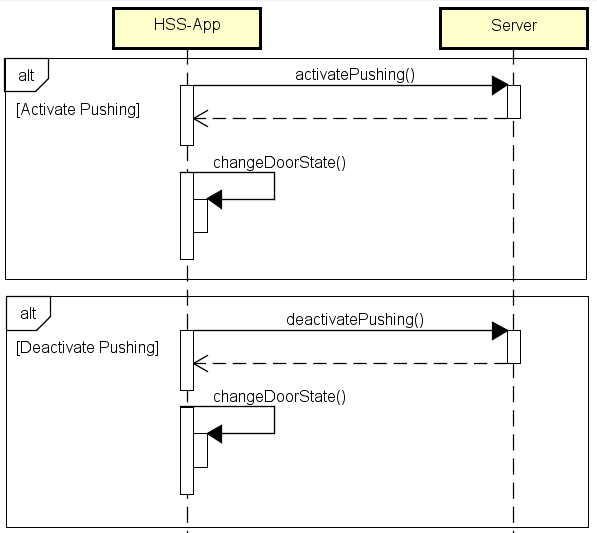 HSS-App
Server
alt
activatePushing()
[Activate Pushing]
changeDoorState()
alt
deactivatePushing()
[Deactivate Pushing]
changeDoorState()